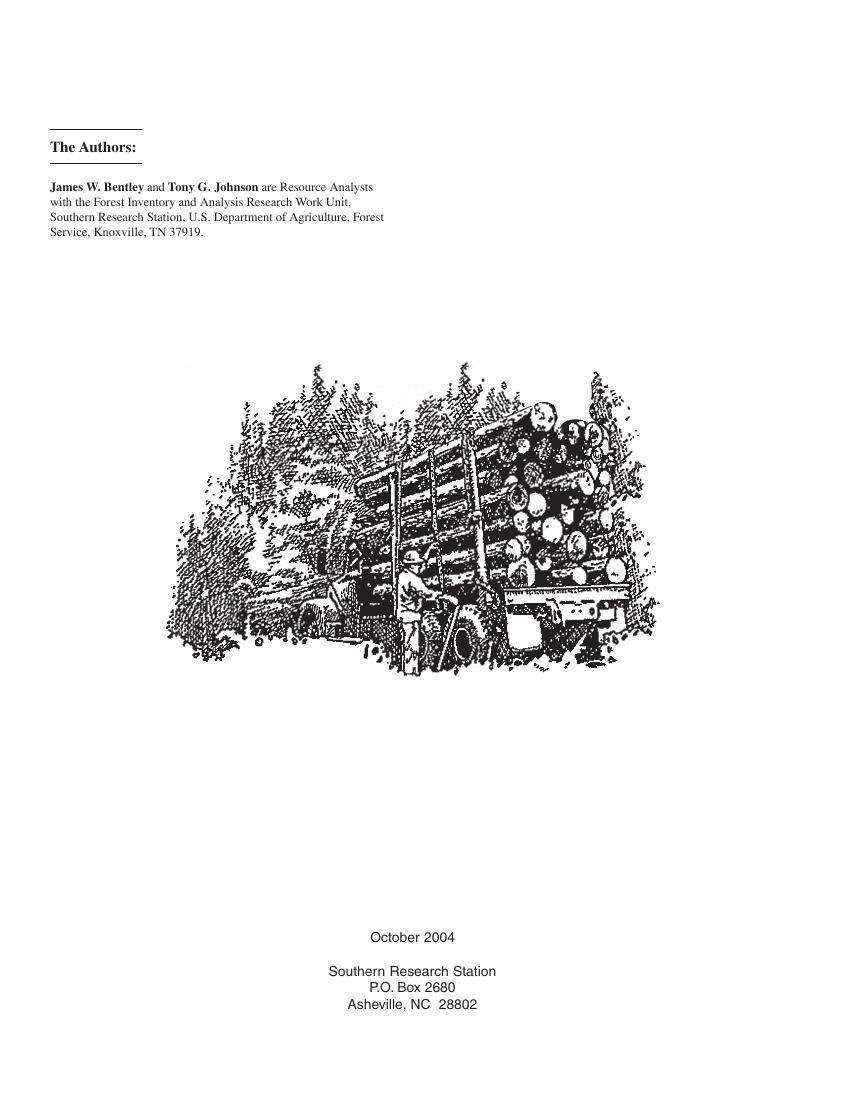 The Authors:
James W. Bentley and Tony G. Johnson are Resource Analysts
with the Forest Inventory and Analysis Research Work Unit,
Southern Research Station, U.S. Department of Agriculture, Forest
Service, Knoxville, TN 37919.
October 2004
Southern Research Station
P.O. Box 2680
Asheville, NC  28802